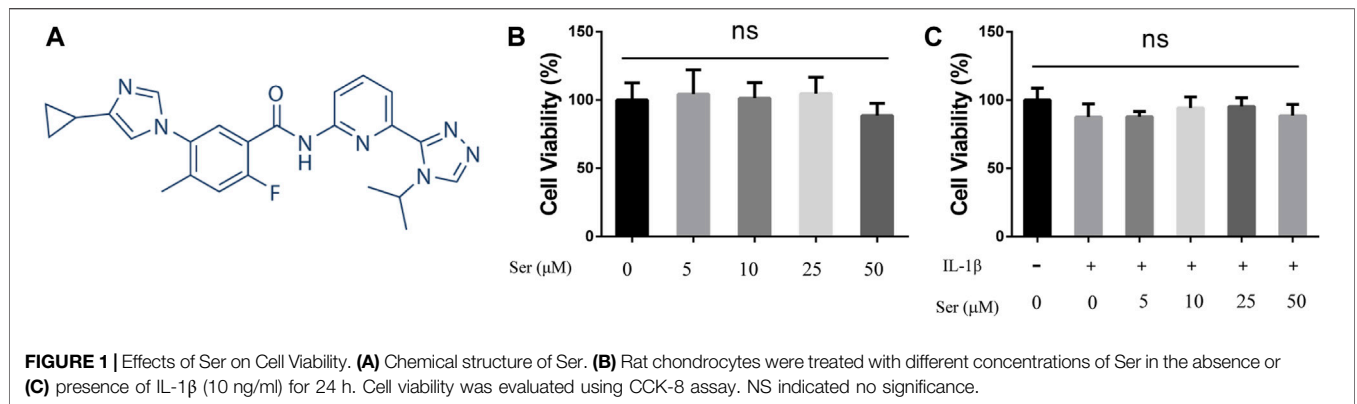 A
N
N
O
N
H
F
N
N
N
N
B
ns
150
100
50
0
Cell Viability (%)
Ser (μM) 0 5 10 25 50
C
ns
150
100
50
0
Cell Viability (%)
IL-1β - + + + + +
Ser (μM) 0 0 5 10 25 50
FIGURE 1 | Effects of Ser on Cell Viability. (A) Chemical structure of Ser. (B) Rat chondrocytes were treated with different concentrations of Ser in the absence or
(C) presence of IL-1β (10 ng/ml) for 24 h. Cell viability was evaluated using CCK-8 assay. NS indicated no significance.